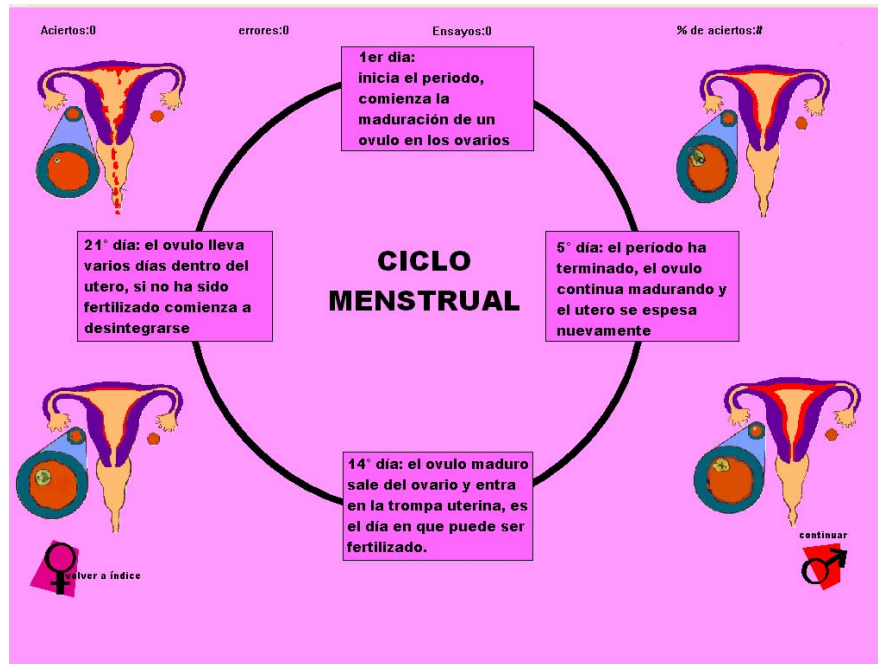 Aciertos:0 errores:0 Ensayos:0 % de aciertos:#
1er dia:
inicia el periodo,
comienza la
maduración de un
ovulo en los ovarios
21° día: el ovulo lleva
varios días dentro del
utero, si no ha sido
fertilizado comienza a
desintegrarse
CICLO
MENSTRUAL
5° día: el período ha
terminado, el ovulo
continua madurando y
el utero se espesa
nuevamente
14° día: el ovulo maduro
sale del ovario y entra
en la trompa uterina, es
el día en que puede ser
fertilizado.
volver a índice
continuar